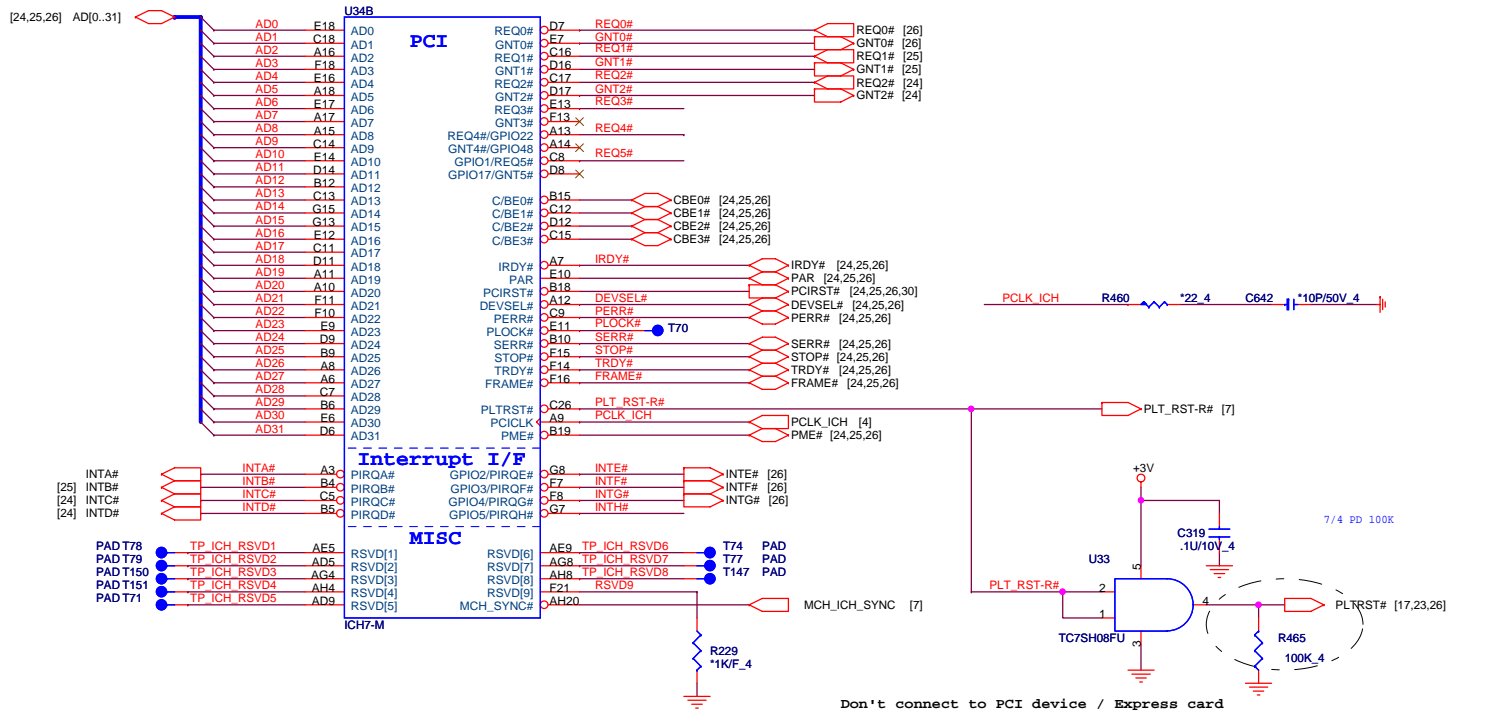 [24,25,26] AD[0..31]
U34B
PCI
AD0 E18 AD0 REQ0# D7 REQ0# REQ0# [26]
AD1 C18 AD1 GNT0# E7 GNT0# GNT0# [26]
AD2 A16 AD2 REQ1# C16 REQ1# REQ1# [25]
AD3 F18 AD3 GNT1# D16 GNT1# GNT1# [25]
AD4 E16 AD4 REQ2# C17 REQ2# REQ2# [24]
AD5 A18 AD5 GNT2# D17 GNT2# GNT2# [24]
AD6 E17 AD6 REQ3# E13 REQ3#
AD7 A17 AD7 GNT3# F13
AD8 A15 AD8 REQ4#/GPIO22 A13 REQ4#
AD9 C14 AD9 GNT4#/GPIO48 A14
AD10 E14 AD10 GPIO1/REQ5# C8 REQ5#
AD11 D14 AD11 GPIO17/GNT5# D8
AD12 B12 AD12
AD13 C13 AD13 C/BE0# B15 CBE0# [24,25,26]
AD14 G15 AD14 C/BE1# C12 CBE1# [24,25,26]
AD15 G13 AD15 C/BE2# D12 CBE2# [24,25,26]
AD16 E12 AD16 C/BE3# C15 CBE3# [24,25,26]
AD17 C11 AD17
AD18 D11 AD18 IRDY# A7 IRDY# IRDY# [24,25,26]
AD19 A11 AD19 PAR E10 PAR [24,25,26]
AD20 A10 AD20 PCIRST# B18 PCIRST# [24,25,26,30]
AD21 F11 AD21 DEVSEL# A12 DEVSEL# DEVSEL# [24,25,26]
AD22 F10 AD22 PERR# C9 PERR# PERR# [24,25,26]
AD23 E9 AD23 PLOCK# E11 PLOCK# T70
AD24 D9 AD24 SERR# B10 SERR# SERR# [24,25,26]
AD25 B9 AD25 STOP# F15 STOP# STOP# [24,25,26]
AD26 A8 AD26 TRDY# F14 TRDY# TRDY# [24,25,26]
AD27 A6 AD27 FRAME# F16 FRAME# FRAME# [24,25,26]
AD28 C7 AD28
AD29 B6 AD29 PLTRST# C26 PLT_RST-R# PLT_RST-R# [7]
AD30 E6 AD30 PCICLK A9 PCLK_ICH PCLK_ICH [4]
AD31 D6 AD31 PME# B19 PME# [24,25,26]
PCLK_ICH R460 *22_4 C642 *10P/50V_4
Interrupt I/F
INTA# INTA# A3 PIRQA# GPIO2/PIRQE# G8 INTE# INTE# [26]
[25] INTB# INTB# B4 PIRQB# GPIO3/PIRQF# F7 INTF# INTF# [26]
[24] INTC# INTC# C5 PIRQC# GPIO4/PIRQG# F8 INTG# INTG# [26]
[24] INTD# INTD# B5 PIRQD# GPIO5/PIRQH# G7 INTH#
MISC
PAD T78 TP_ICH_RSVD1 AE5 RSVD[1] RSVD[6] AE9 TP_ICH_RSVD6 T74 PAD
PAD T79 TP_ICH_RSVD2 AD5 RSVD[2] RSVD[7] AG8 TP_ICH_RSVD7 T77 PAD
PAD T150 TP_ICH_RSVD3 AG4 RSVD[3] RSVD[8] AH8 TP_ICH_RSVD8 T147 PAD
PAD T151 TP_ICH_RSVD4 AH4 RSVD[4] RSVD[9] F21 RSVD9
PAD T71 TP_ICH_RSVD5 AD9 RSVD[5] MCH_SYNC# AH20 MCH_ICH_SYNC [7]
ICH7-M
R229
*1K/F_4
+3V
C319
.1U/10V_4
7/4 PD 100K
U33
5
PLT_RST-R# 2
1
4 PLTRST# [17,23,26]
TC7SH08FU
3
R465
100K_4
Don't connect to PCI device / Express card